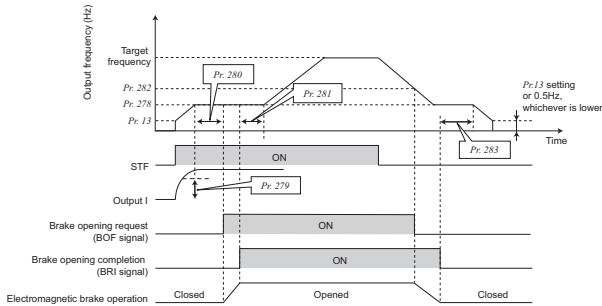 Output frequency (Hz)
Target
frequency
Pr. 280
Pr. 282
Pr. 281
Pr. 278
Pr. 13
Pr.13 setting
or 0.5Hz,
whichever is lower
Time
Pr. 283
STF
ON
Output I
Pr. 279
Brake opening request
(BOF signal)
ON
Brake opening completion
(BRI signal)
ON
Electromagnetic brake operation
Closed
Opened
Closed